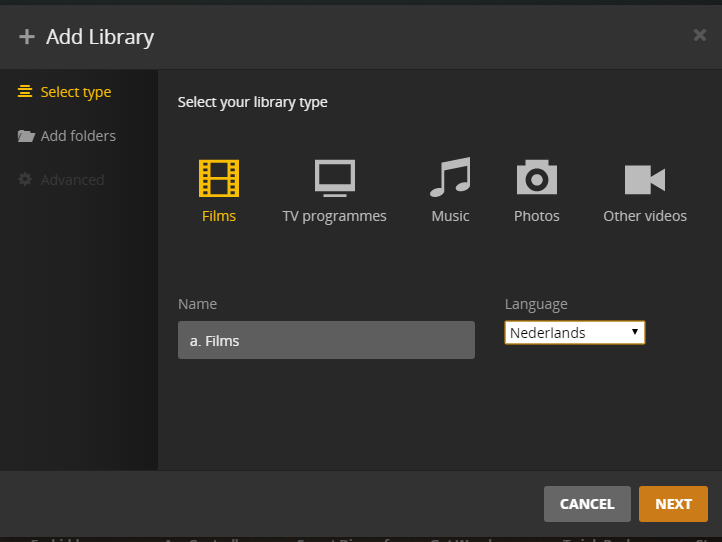 Add Library
Select type
Add folders
Advanced
Select your library type
Films
TV programmes
Music
Photos
Other videos
Name
Language
a. Films
Nederlands
CANCEL
NEXT